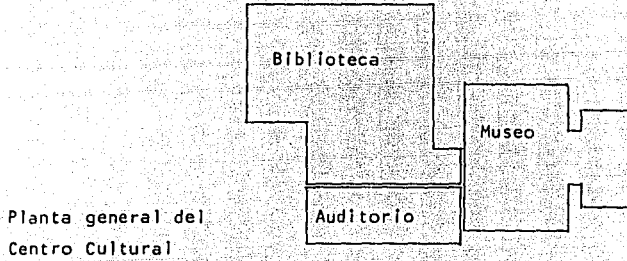 Biblioteca
Museo
Auditorio
Planta general del
Centro Cultural